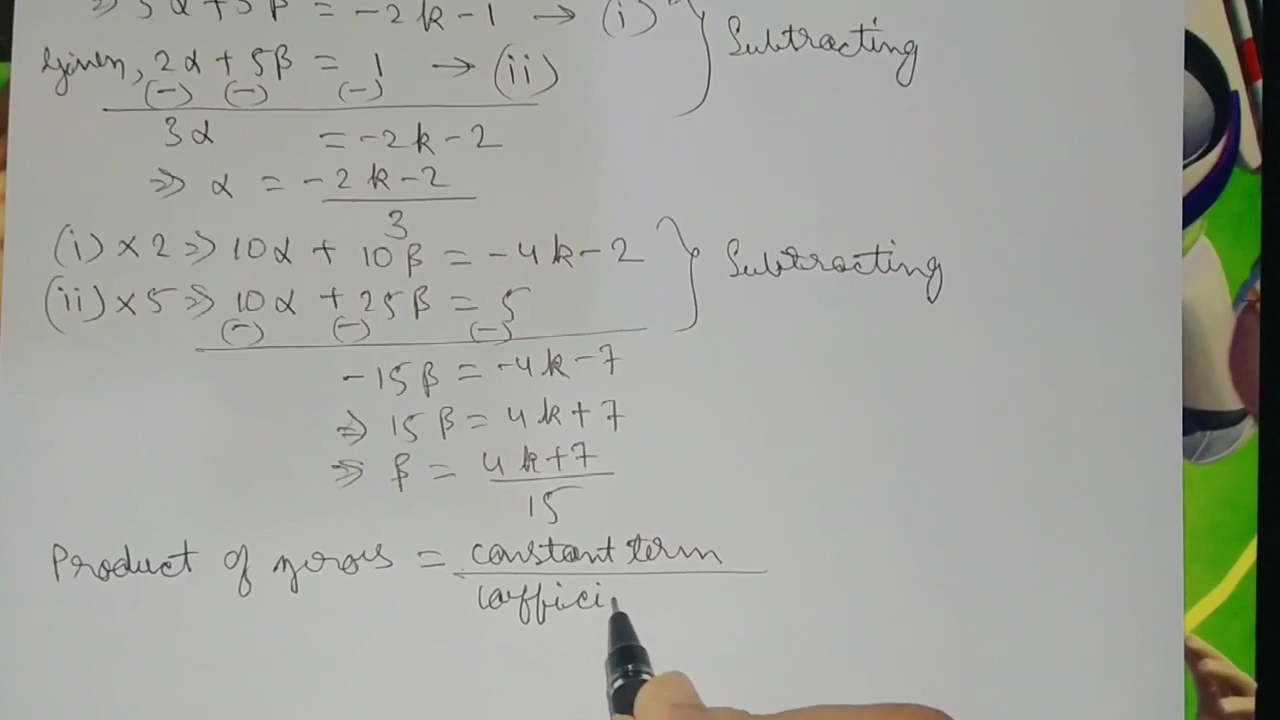 ⇒ 5α + 5β = -2k - 1 → (i)
Subtracting
Given, 2α + 5β = 1 → (ii)
(-) (-) (-)
3α = -2k - 2
⇒ α = -2k - 2
3
(i) × 2 ⇒ 10α + 10β = -4k - 2
Subtracting
(ii) × 5 ⇒ 10α + 25β = 5
(-) (-) (-)
-15β = -4k - 7
⇒ 15β = 4k + 7
⇒ β = 4k + 7
15
Product of zeros = constant term
coeffici